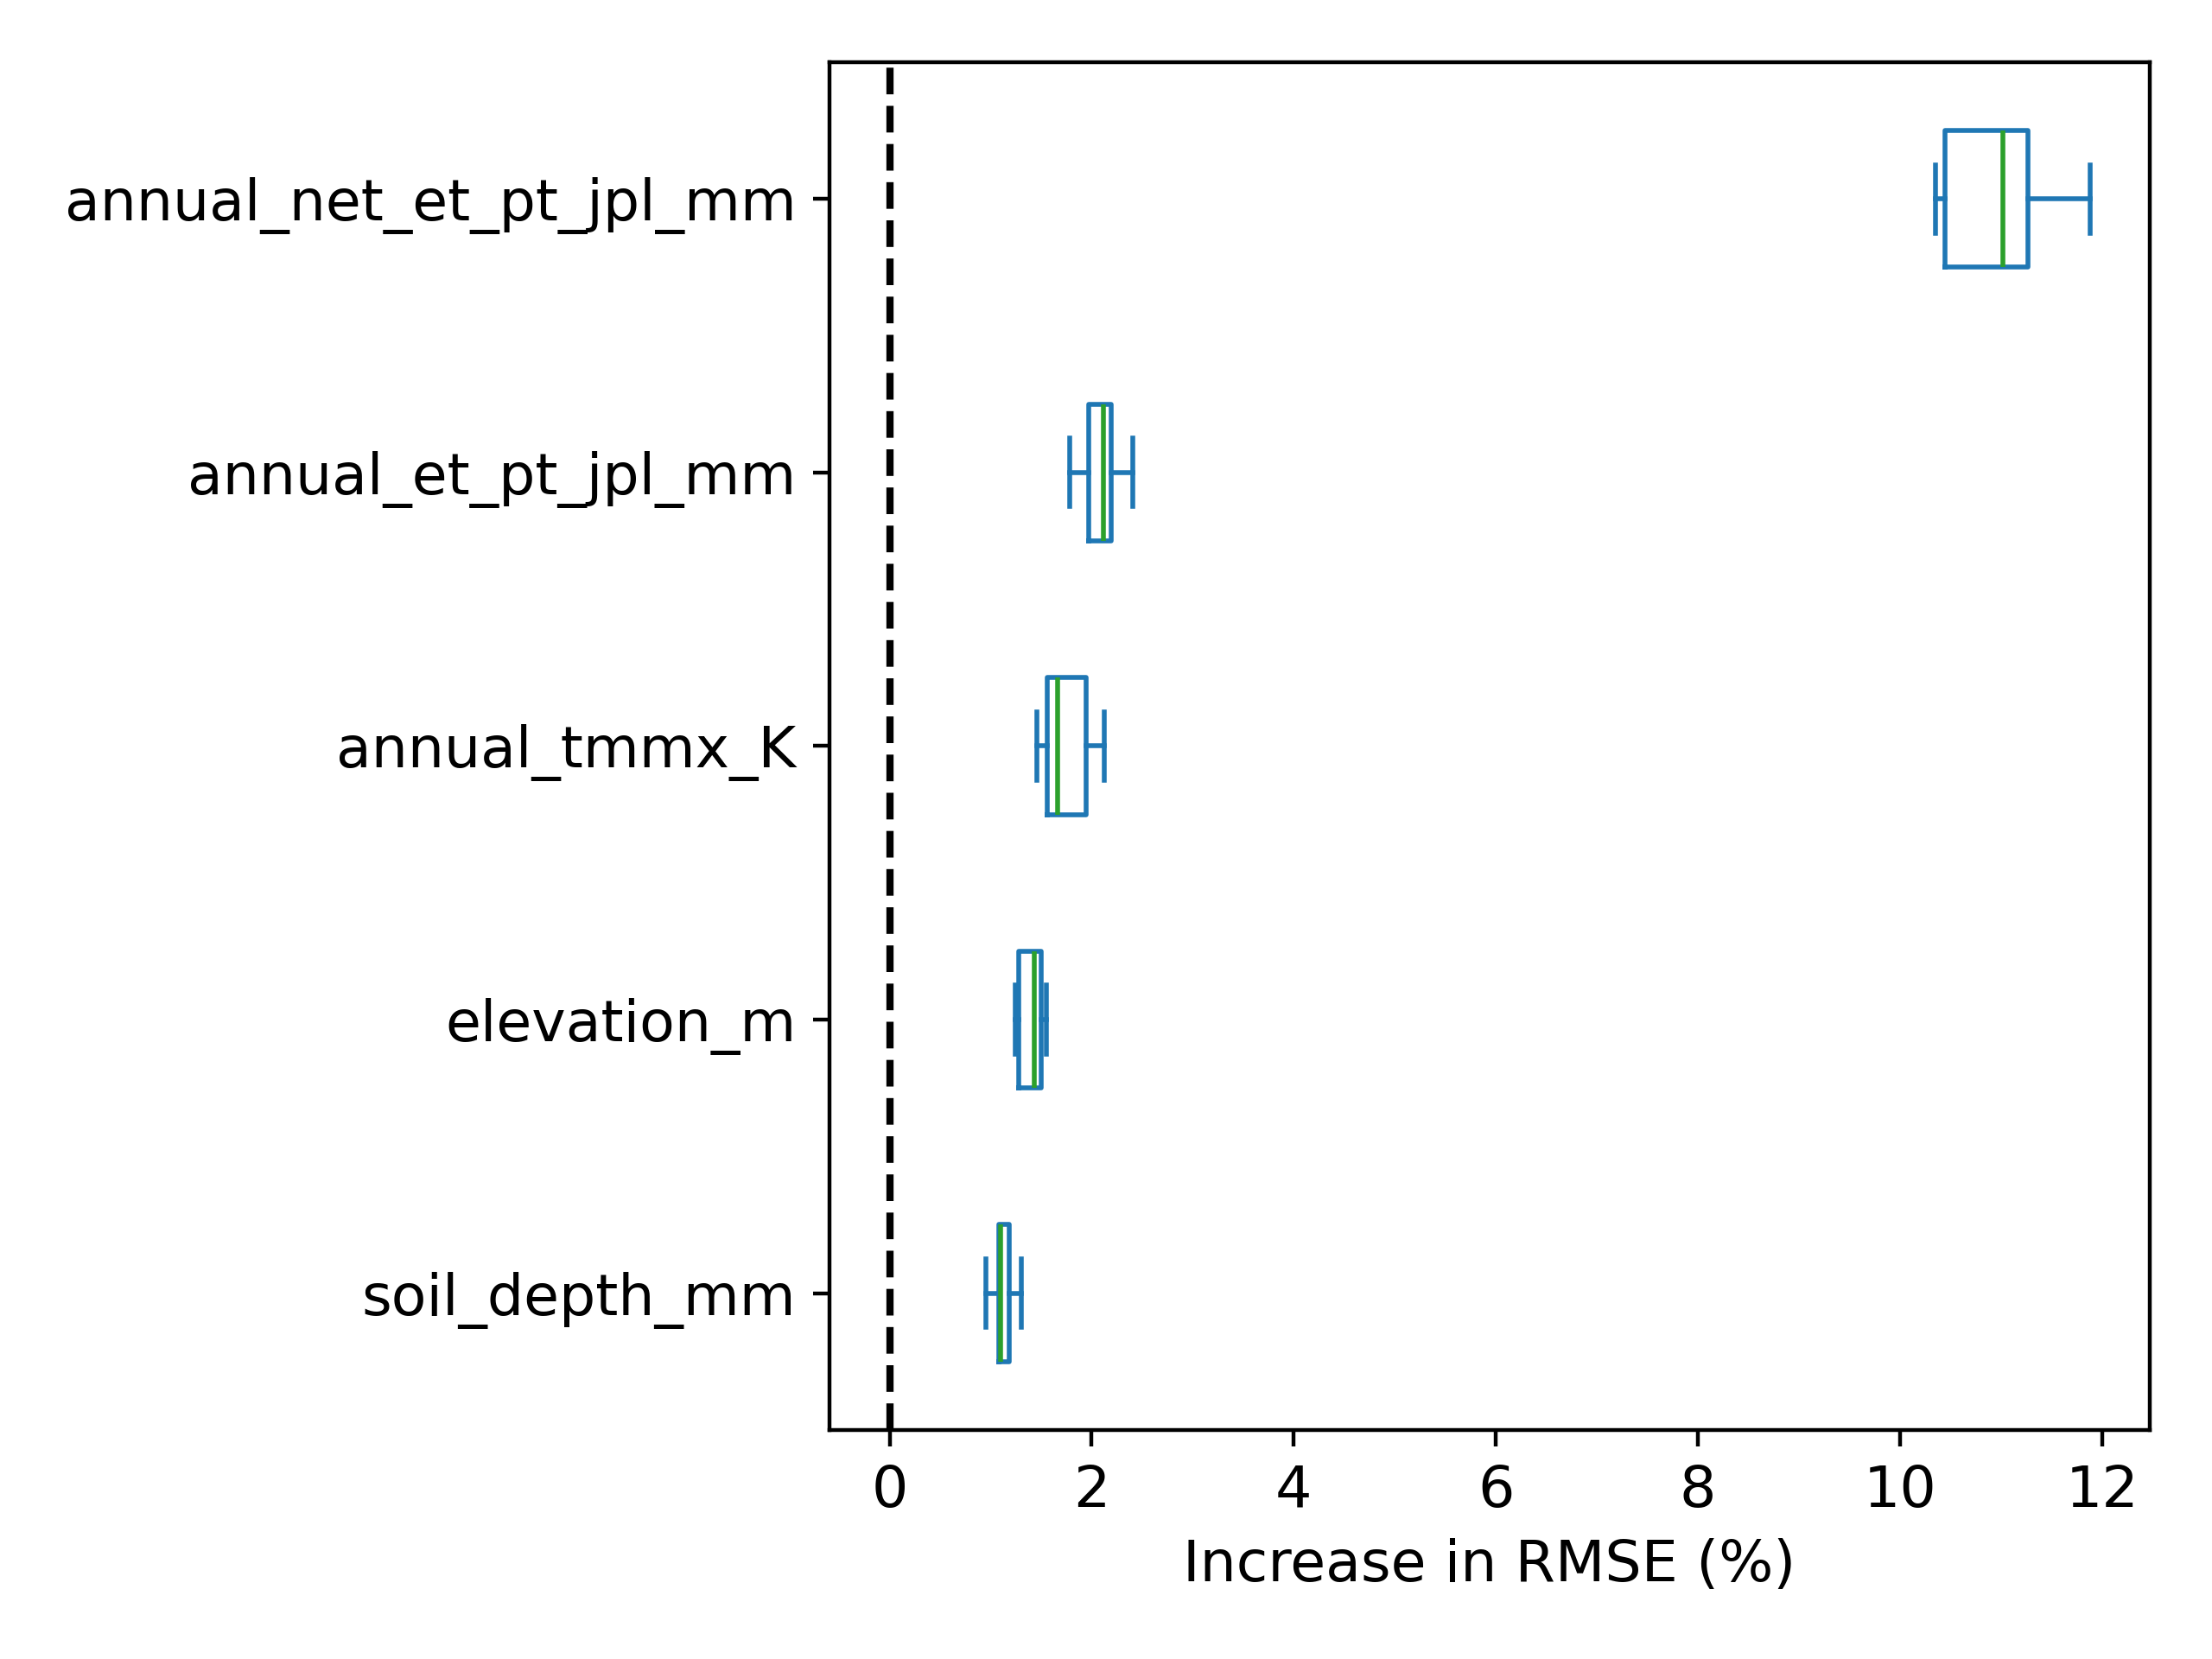 annual_net_et_pt_jpl_mm
annual_et_pt_jpl_mm
annual_tmmx_K
elevation_m
soil_depth_mm
0 2 4 6 8 10 12
Increase in RMSE (%)